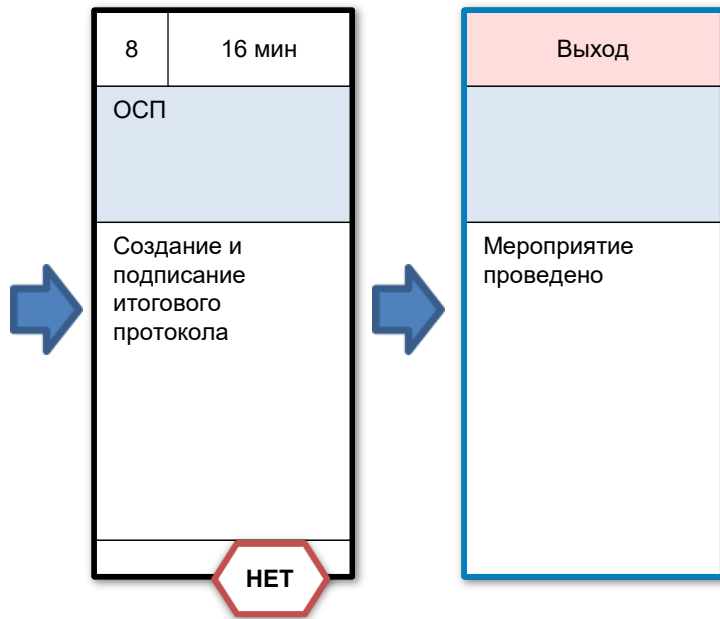 8
16 мин
ОСП
Создание и
подписание
итогового
протокола
НЕТ
Выход
Мероприятие
проведено